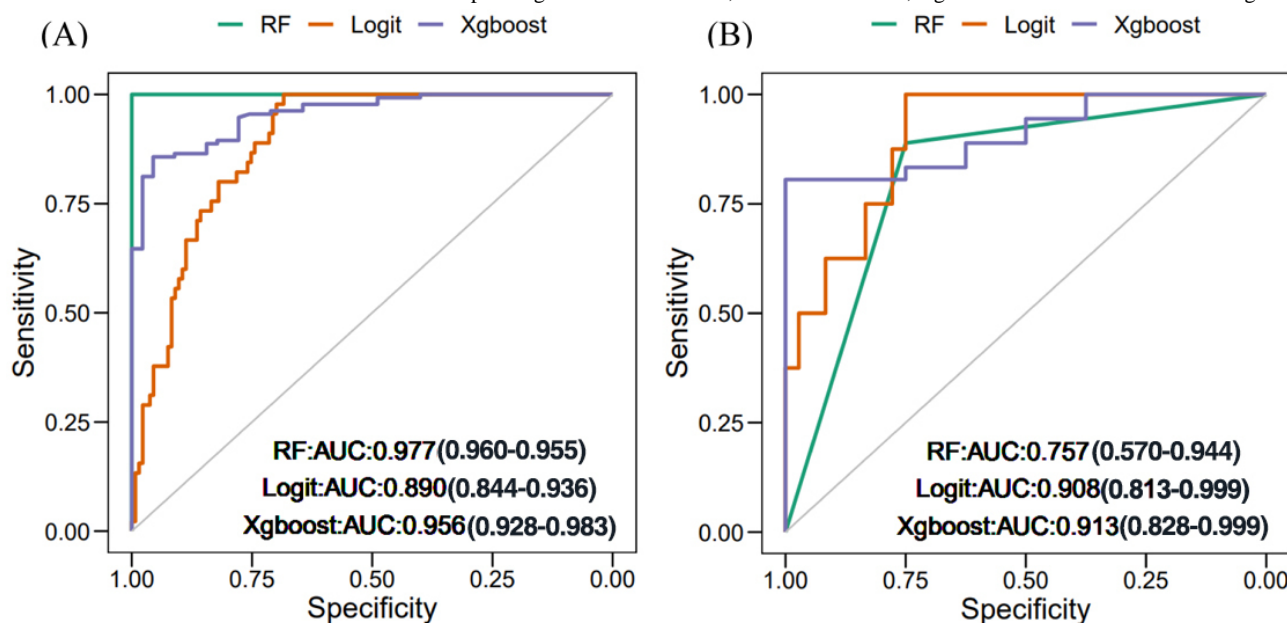 RF Logit Xgboost
(A)
1.00
0.75
0.50
0.25
0.00
Sensitivity
RF:AUC:0.977(0.960-0.955)
Logit:AUC:0.890(0.844-0.936)
Xgboost:AUC:0.956(0.928-0.983)
1.00 0.75 0.50 0.25 0.00
Specificity
RF Logit Xgboost
(B)
1.00
0.75
0.50
0.25
0.00
Sensitivity
RF:AUC:0.757(0.570-0.944)
Logit:AUC:0.908(0.813-0.999)
Xgboost:AUC:0.913(0.828-0.999)
1.00 0.75 0.50 0.25 0.00
Specificity